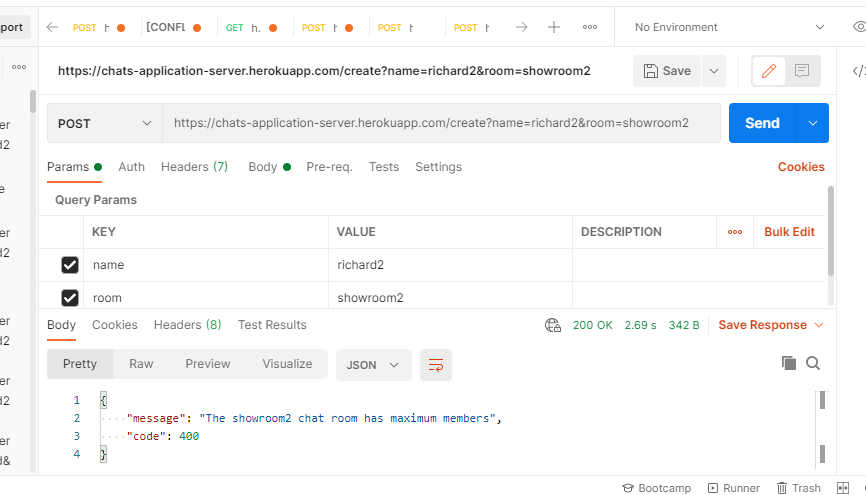 port
POST h
[CONFL
GET h.
POST h
POST h
POST h
No Environment
https://chats-application-server.herokuapp.com/create?name=richard2&room=showroom2
Save
POST
https://chats-application-server.herokuapp.com/create?name=richard2&room=showroom2
Send
Params
Auth
Headers (7)
Body
Pre-req.
Tests
Settings
Cookies
Query Params
KEY VALUE DESCRIPTION
Bulk Edit
name richard2
room showroom2
er
d2
e
er
d2
er
d2
er
d2
er
d&
Body
Cookies
Headers (8)
Test Results
200 OK
2.69 s
342 B
Save Response
Pretty
Raw
Preview
Visualize
JSON
1 {
2 "message": "The showroom2 chat room has maximum members",
3 "code": 400
4 }
Bootcamp
Runner
Trash